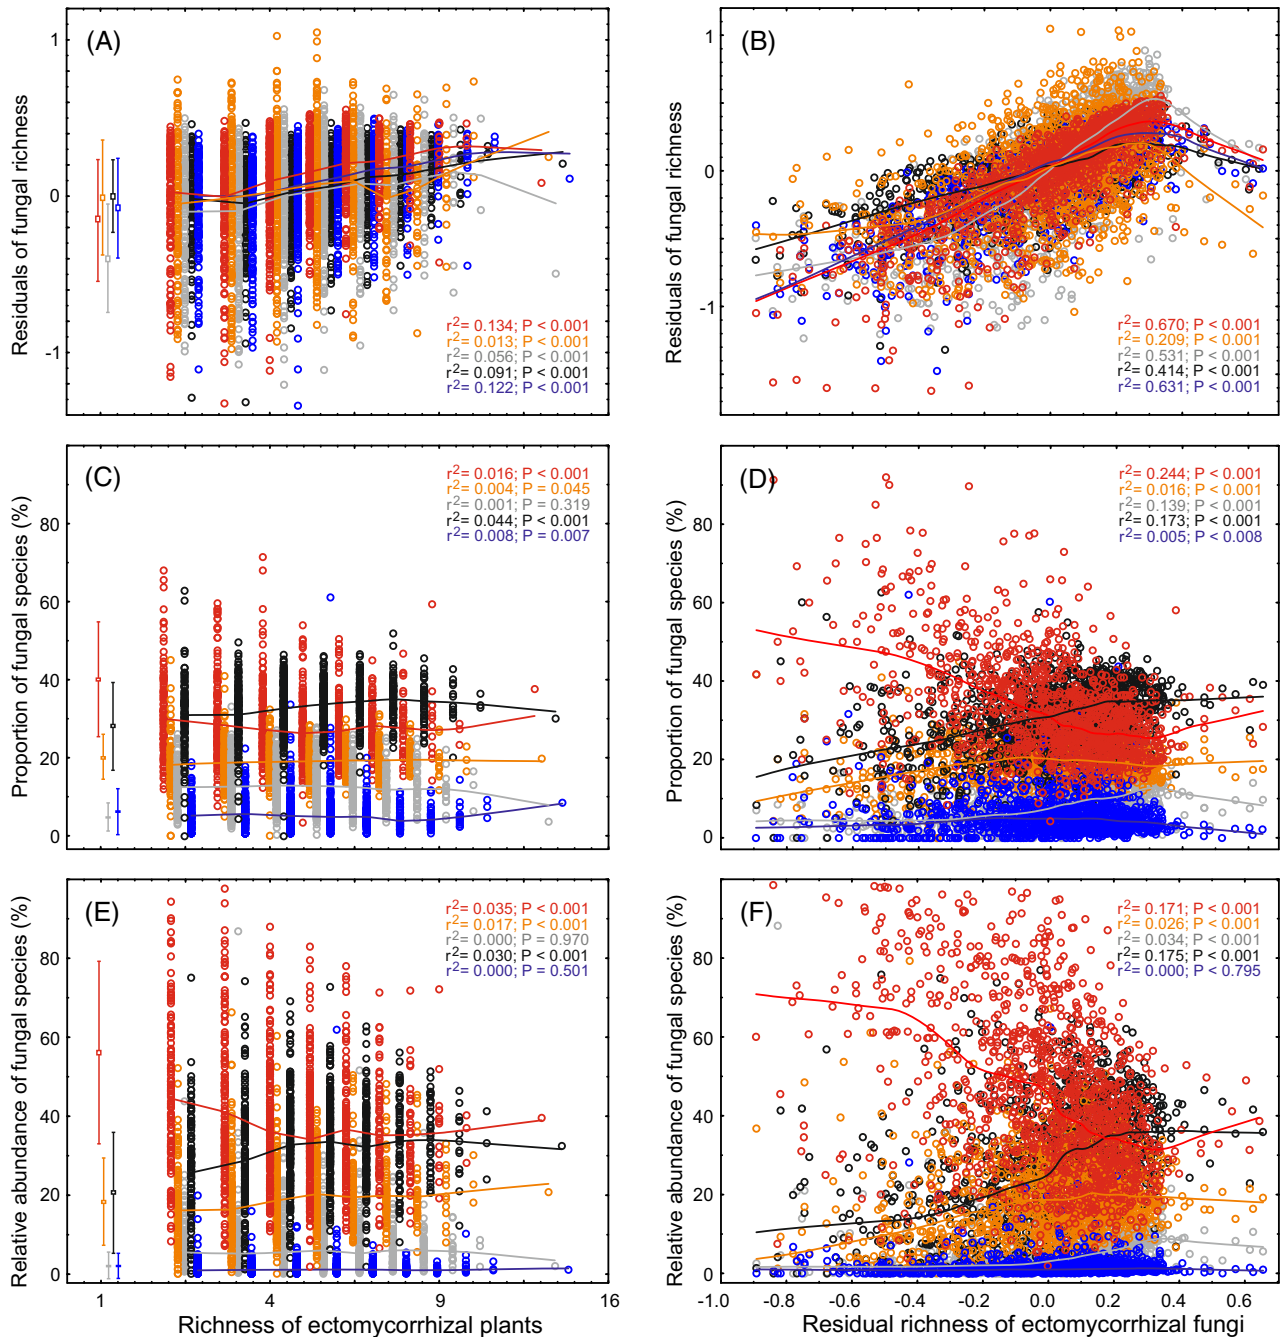 (A)
Residuals of fungal richness
1
0
-1
r2= 0.134; P < 0.001
r2= 0.013; P < 0.001
r2= 0.056; P < 0.001
r2= 0.091; P < 0.001
r2= 0.122; P < 0.001
(B)
Residuals of fungal richness
1
0
-1
r2= 0.670; P < 0.001
r2= 0.209; P < 0.001
r2= 0.531; P < 0.001
r2= 0.414; P < 0.001
r2= 0.631; P < 0.001
(C)
Proportion of fungal species (%)
80
60
40
20
0
r2= 0.016; P < 0.001
r2= 0.004; P = 0.045
r2= 0.001; P = 0.319
r2= 0.044; P < 0.001
r2= 0.008; P = 0.007
(D)
Proportion of fungal species (%)
80
60
40
20
0
r2= 0.244; P < 0.001
r2= 0.016; P < 0.001
r2= 0.139; P < 0.001
r2= 0.173; P < 0.001
r2= 0.005; P < 0.008
(E)
Relative abundance of fungal species (%)
80
60
40
20
0
r2= 0.035; P < 0.001
r2= 0.017; P < 0.001
r2= 0.000; P = 0.970
r2= 0.030; P < 0.001
r2= 0.000; P = 0.501
1 4 9 16
Richness of ectomycorrhizal plants
(F)
Relative abundance of fungal species (%)
80
60
40
20
0
r2= 0.171; P < 0.001
r2= 0.026; P < 0.001
r2= 0.034; P < 0.001
r2= 0.175; P < 0.001
r2= 0.000; P < 0.795
-1.0 -0.8 -0.6 -0.4 -0.2 0.0 0.2 0.4 0.6
Residual richness of ectomycorrhizal fungi